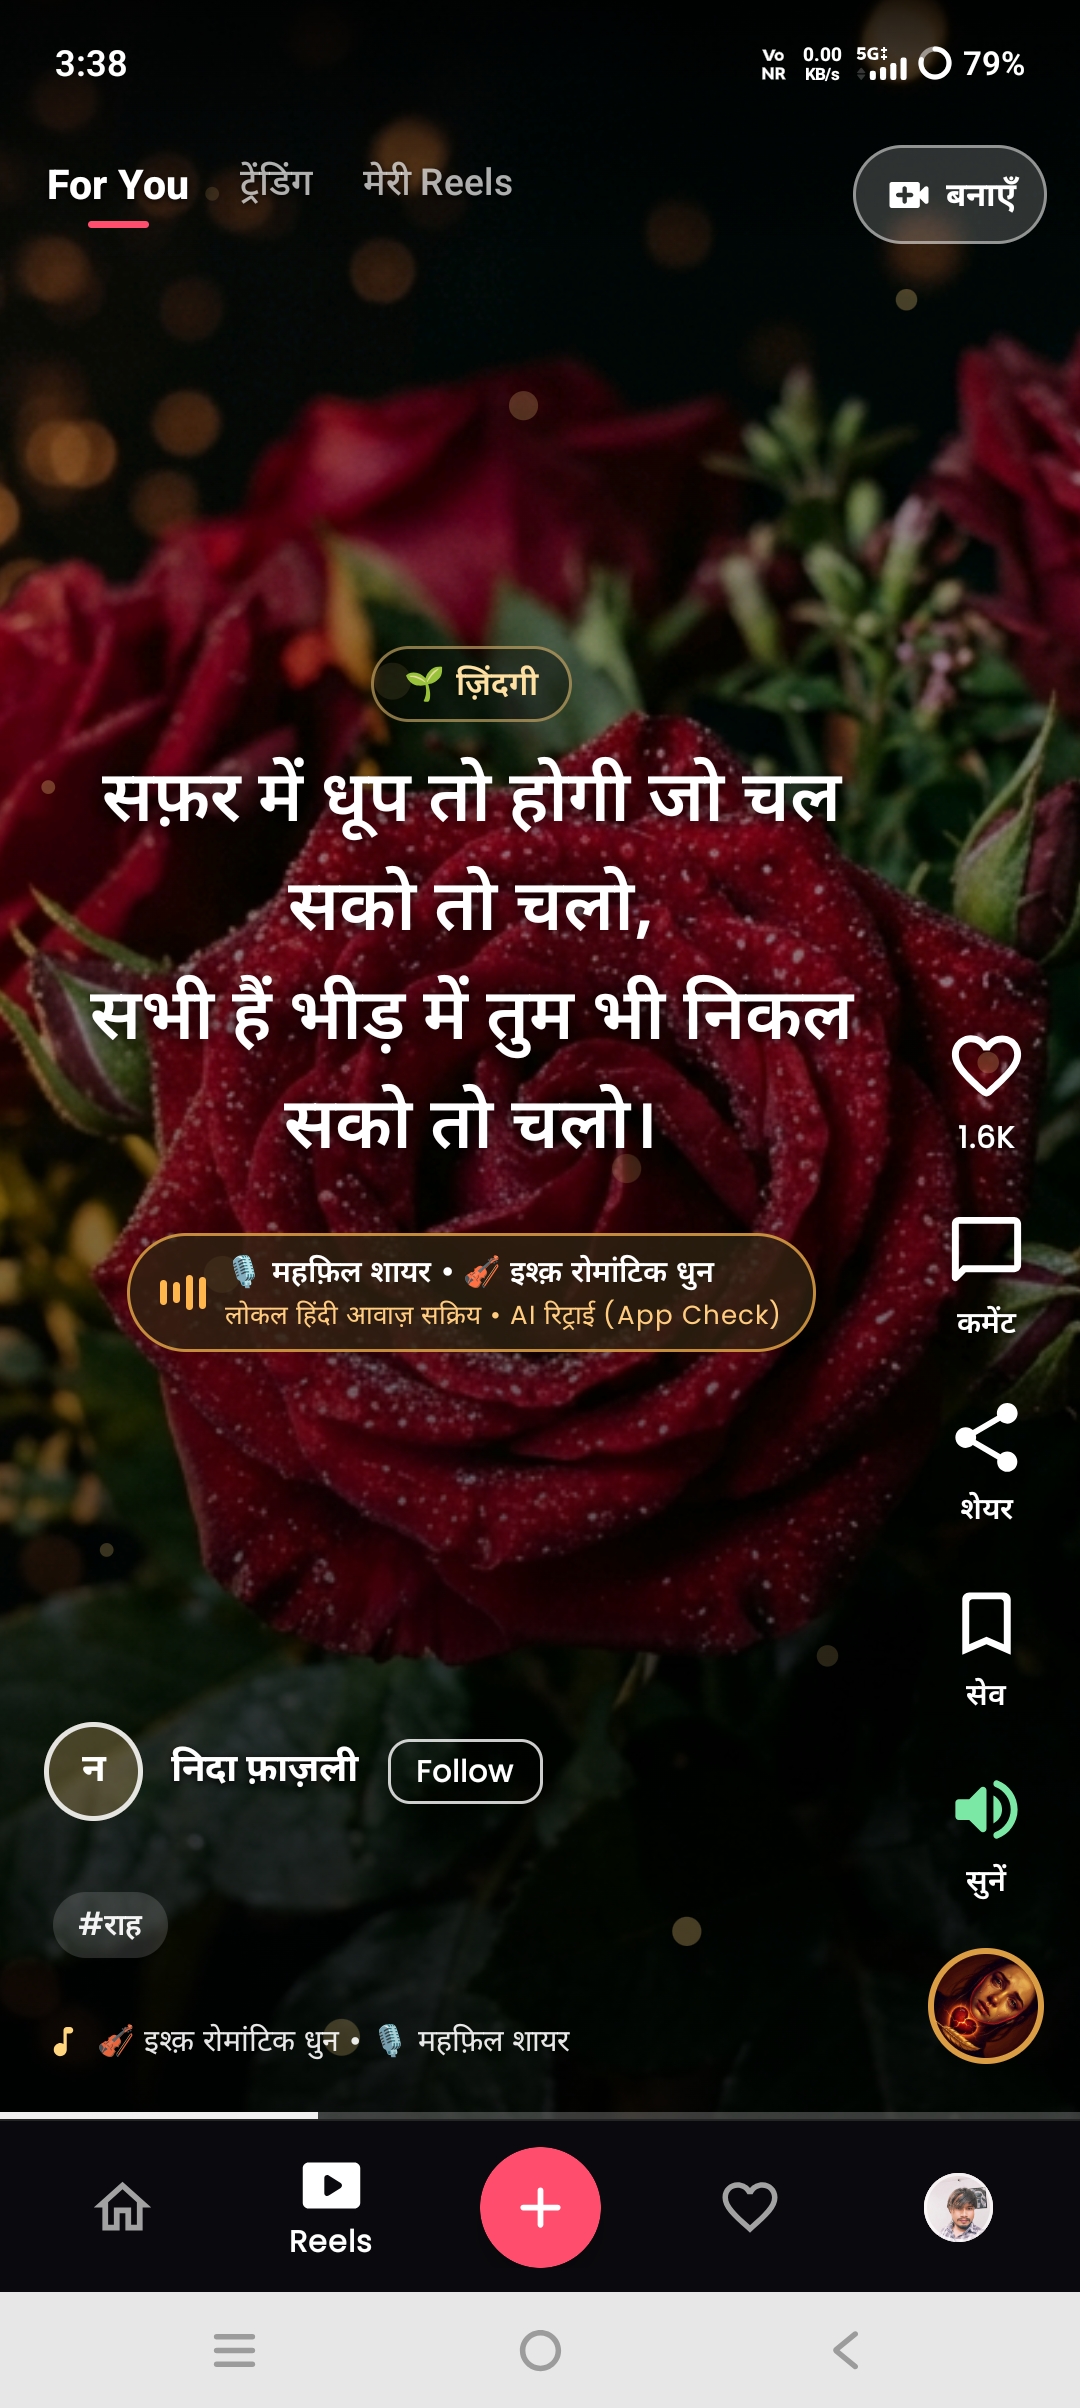 3:38
Vo NR 0.00 KB/s 5G 79%
For You ट्रेंडिंग मेरी Reels बनाएँ
ज़िंदगी
सफ़र में धूप तो होगी जो चल
सको तो चलो,
सभी हैं भीड़ में तुम भी निकल
सको तो चलो।
1.6K
महफ़िल शायर • इश्क़ रोमांटिक धुन
लोकल हिंदी आवाज़ सक्रिय • AI रिट्राई (App Check)
कमेंट
शेयर
सेव
न निदा फ़ाज़ली Follow
सुनें
#राह
इश्क़ रोमांटिक धुन • महफ़िल शायर
Reels